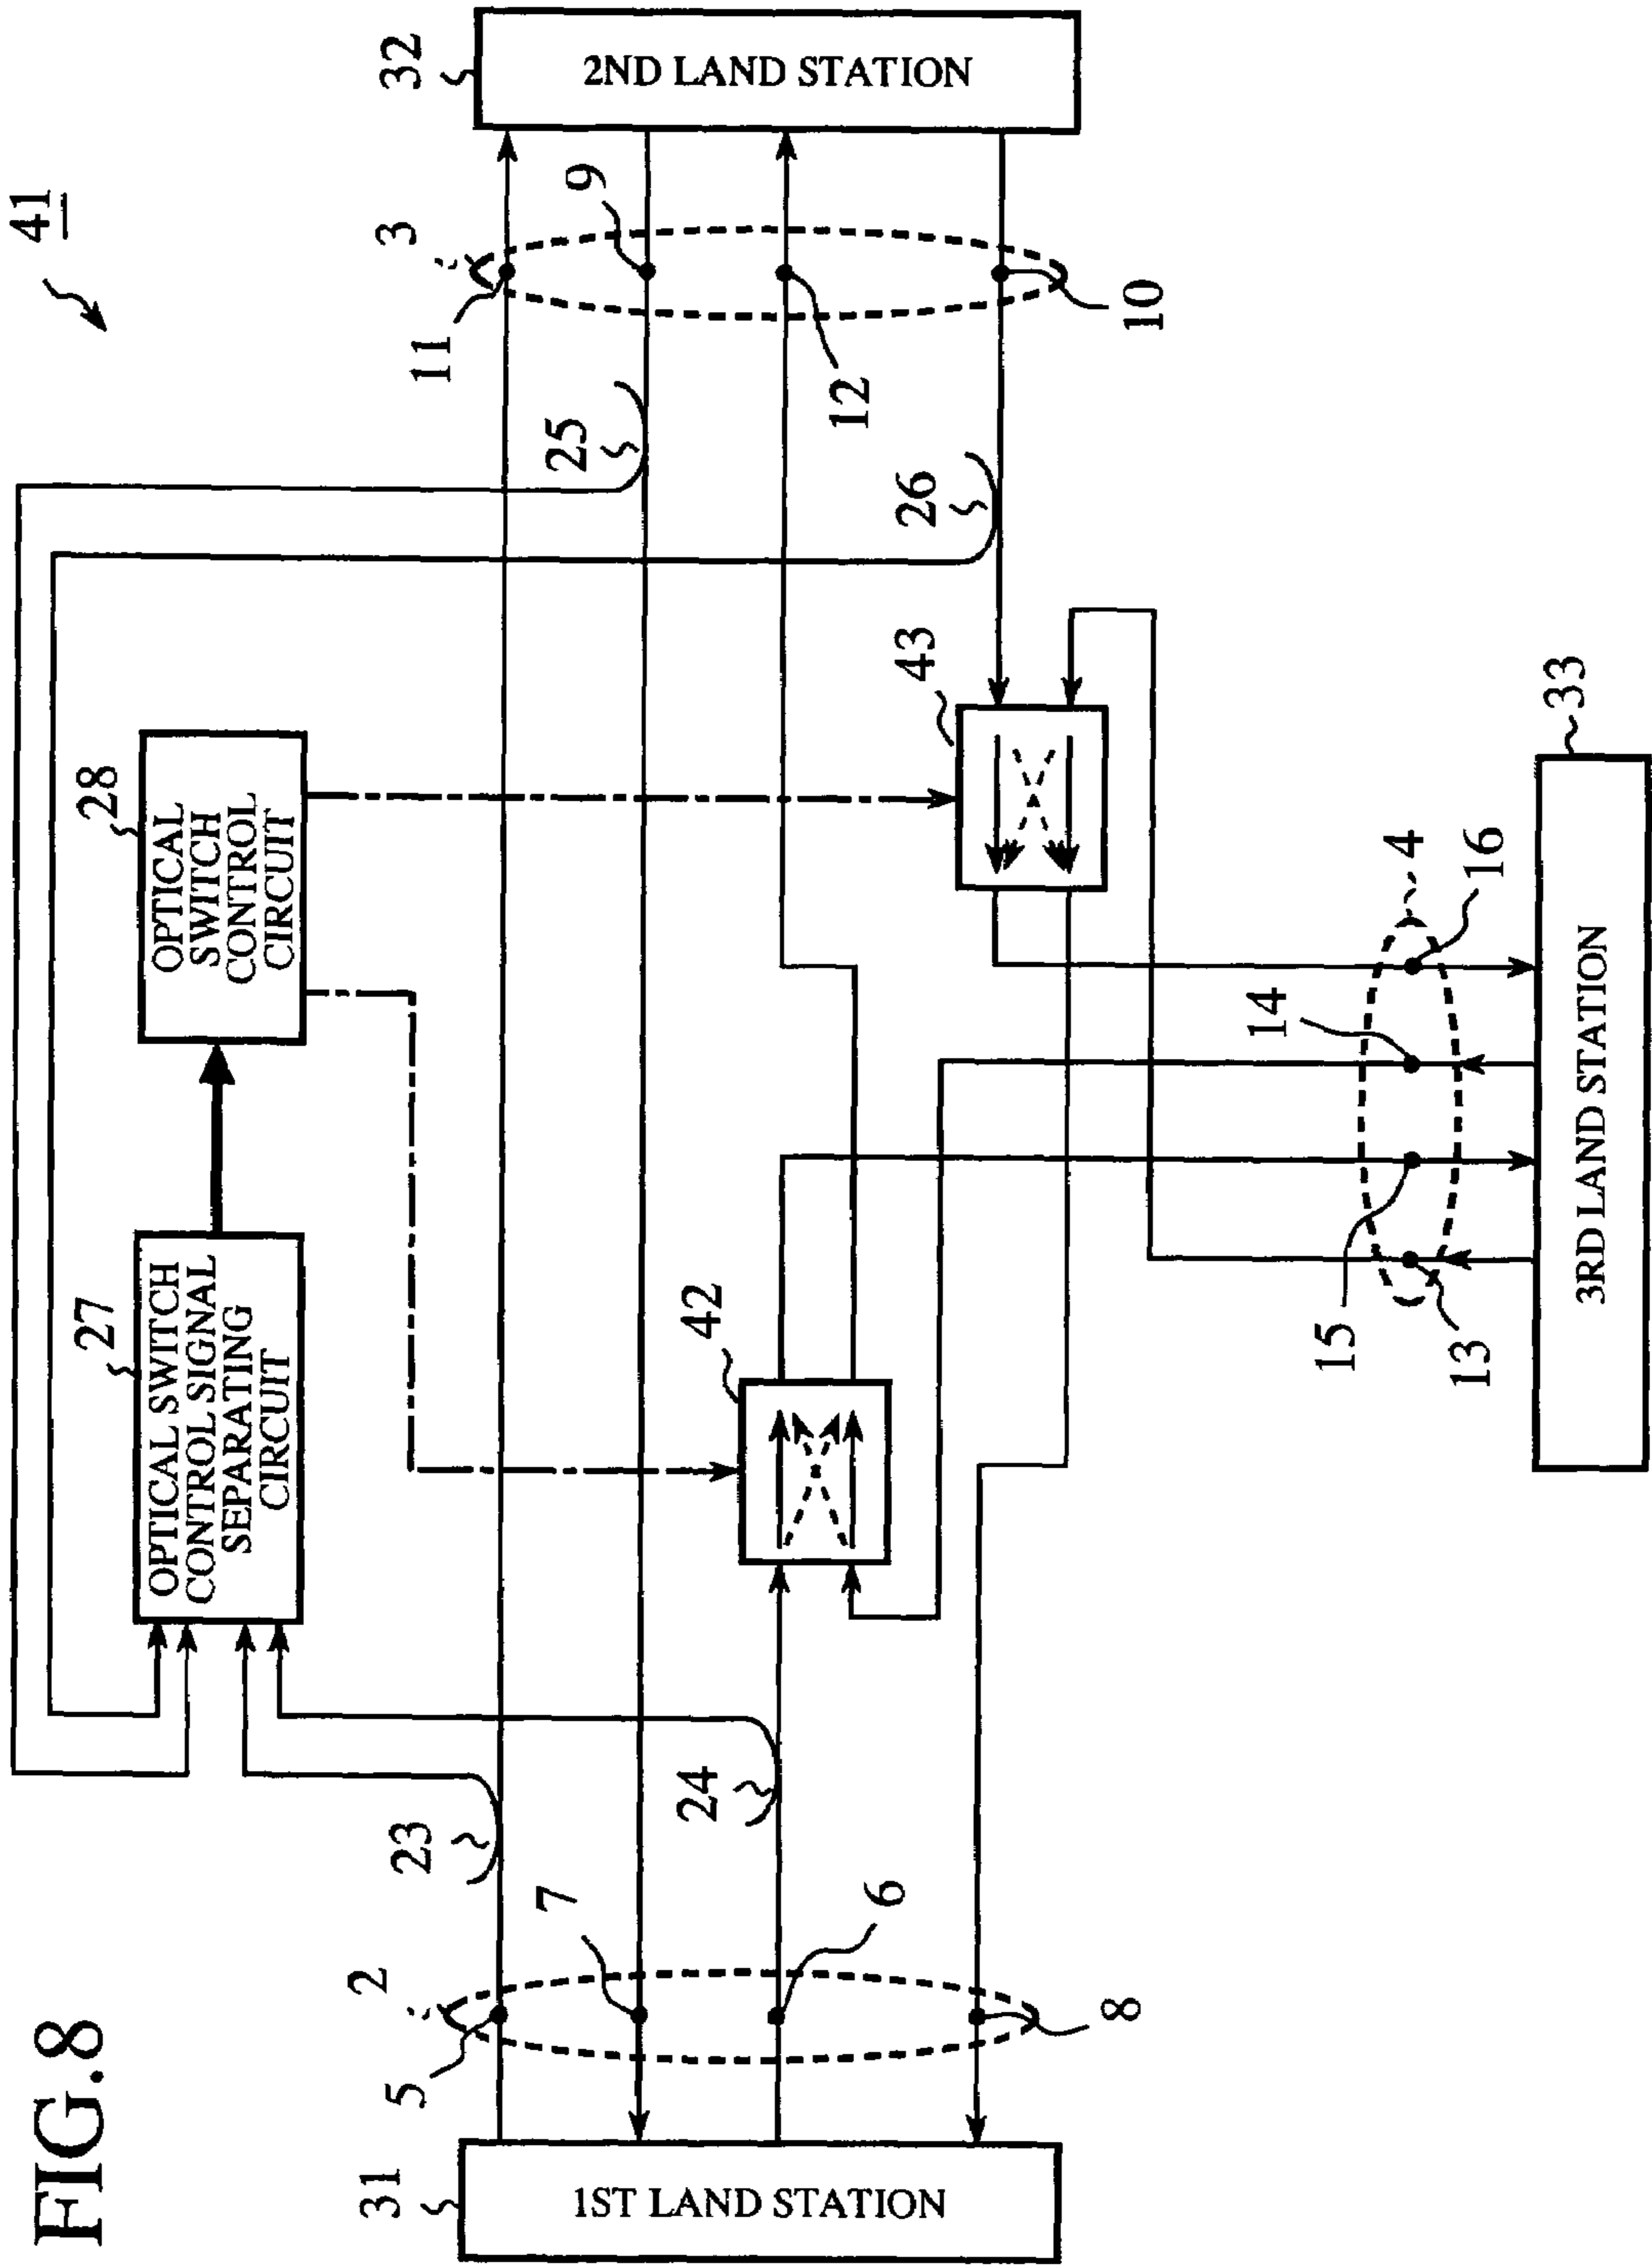 FIG.8
41
27
OPTICAL SWITCH
CONTROL SIGNAL
SEPARATING
CIRCUIT
28
OPTICAL
SWITCH
CONTROL
CIRCUIT
31
1ST LAND STATION
5
2
7
6
8
23
24
42
43
25
26
11
3
9
12
10
32
2ND LAND STATION
15
13
14
4
16
33
3RD LAND STATION